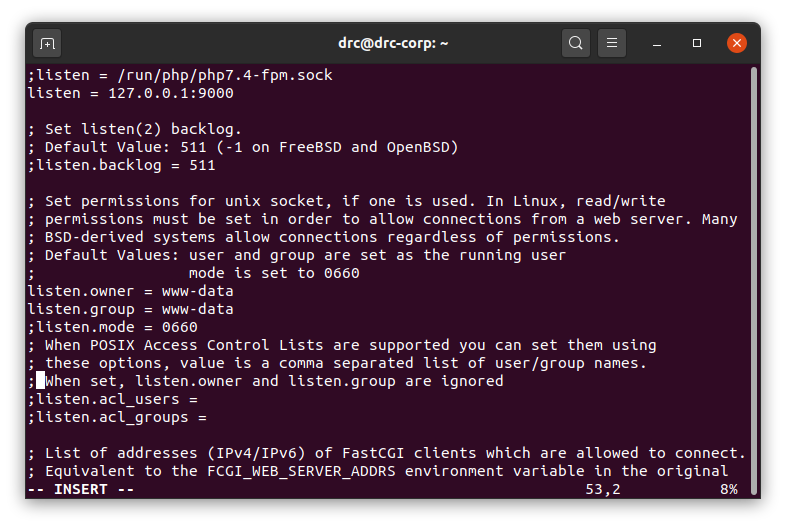 drc@drc-corp: ~
;listen = /run/php/php7.4-fpm.sock
listen = 127.0.0.1:9000

; Set listen(2) backlog.
; Default Value: 511 (-1 on FreeBSD and OpenBSD)
;listen.backlog = 511

; Set permissions for unix socket, if one is used. In Linux, read/write
; permissions must be set in order to allow connections from a web server. Many
; BSD-derived systems allow connections regardless of permissions.
; Default Values: user and group are set as the running user
;                 mode is set to 0660
listen.owner = www-data
listen.group = www-data
;listen.mode = 0660
; When POSIX Access Control Lists are supported you can set them using
; these options, value is a comma separated list of user/group names.
; When set, listen.owner and listen.group are ignored
;listen.acl_users =
;listen.acl_groups =

; List of addresses (IPv4/IPv6) of FastCGI clients which are allowed to connect.
; Equivalent to the FCGI_WEB_SERVER_ADDRS environment variable in the original
-- INSERT --                                                  53,2           8%